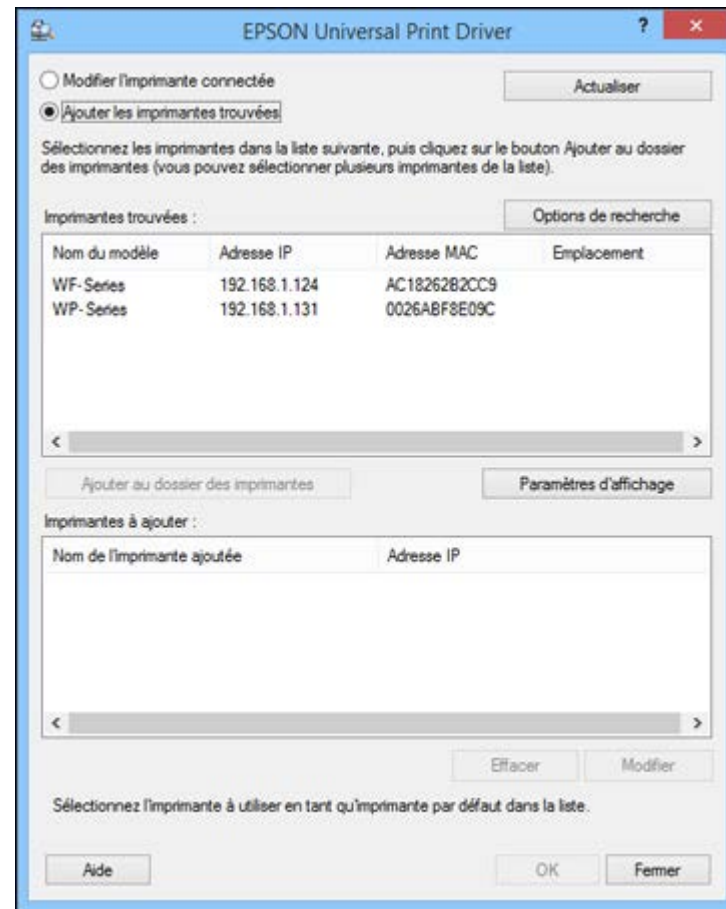 EPSON Universal Print Driver
Modifier l'imprimante connectée
Actualiser
Ajouter les imprimantes trouvées
Sélectionnez les imprimantes dans la liste suivante, puis cliquez sur le bouton Ajouter au dossier
des imprimantes (vous pouvez sélectionner plusieurs imprimantes de la liste).
Imprimantes trouvées :
Options de recherche
Nom du modèle Adresse IP Adresse MAC Emplacement
WF-Series 192.168.1.124 AC18262B2CC9
WP-Series 192.168.1.131 0026ABF8E09C
Ajouter au dossier des imprimantes
Paramètres d'affichage
Imprimantes à ajouter :
Nom de l'imprimante ajoutée Adresse IP
Effacer Modifier
Sélectionnez l'imprimante à utiliser en tant qu'imprimante par défaut dans la liste.
Aide OK Fermer